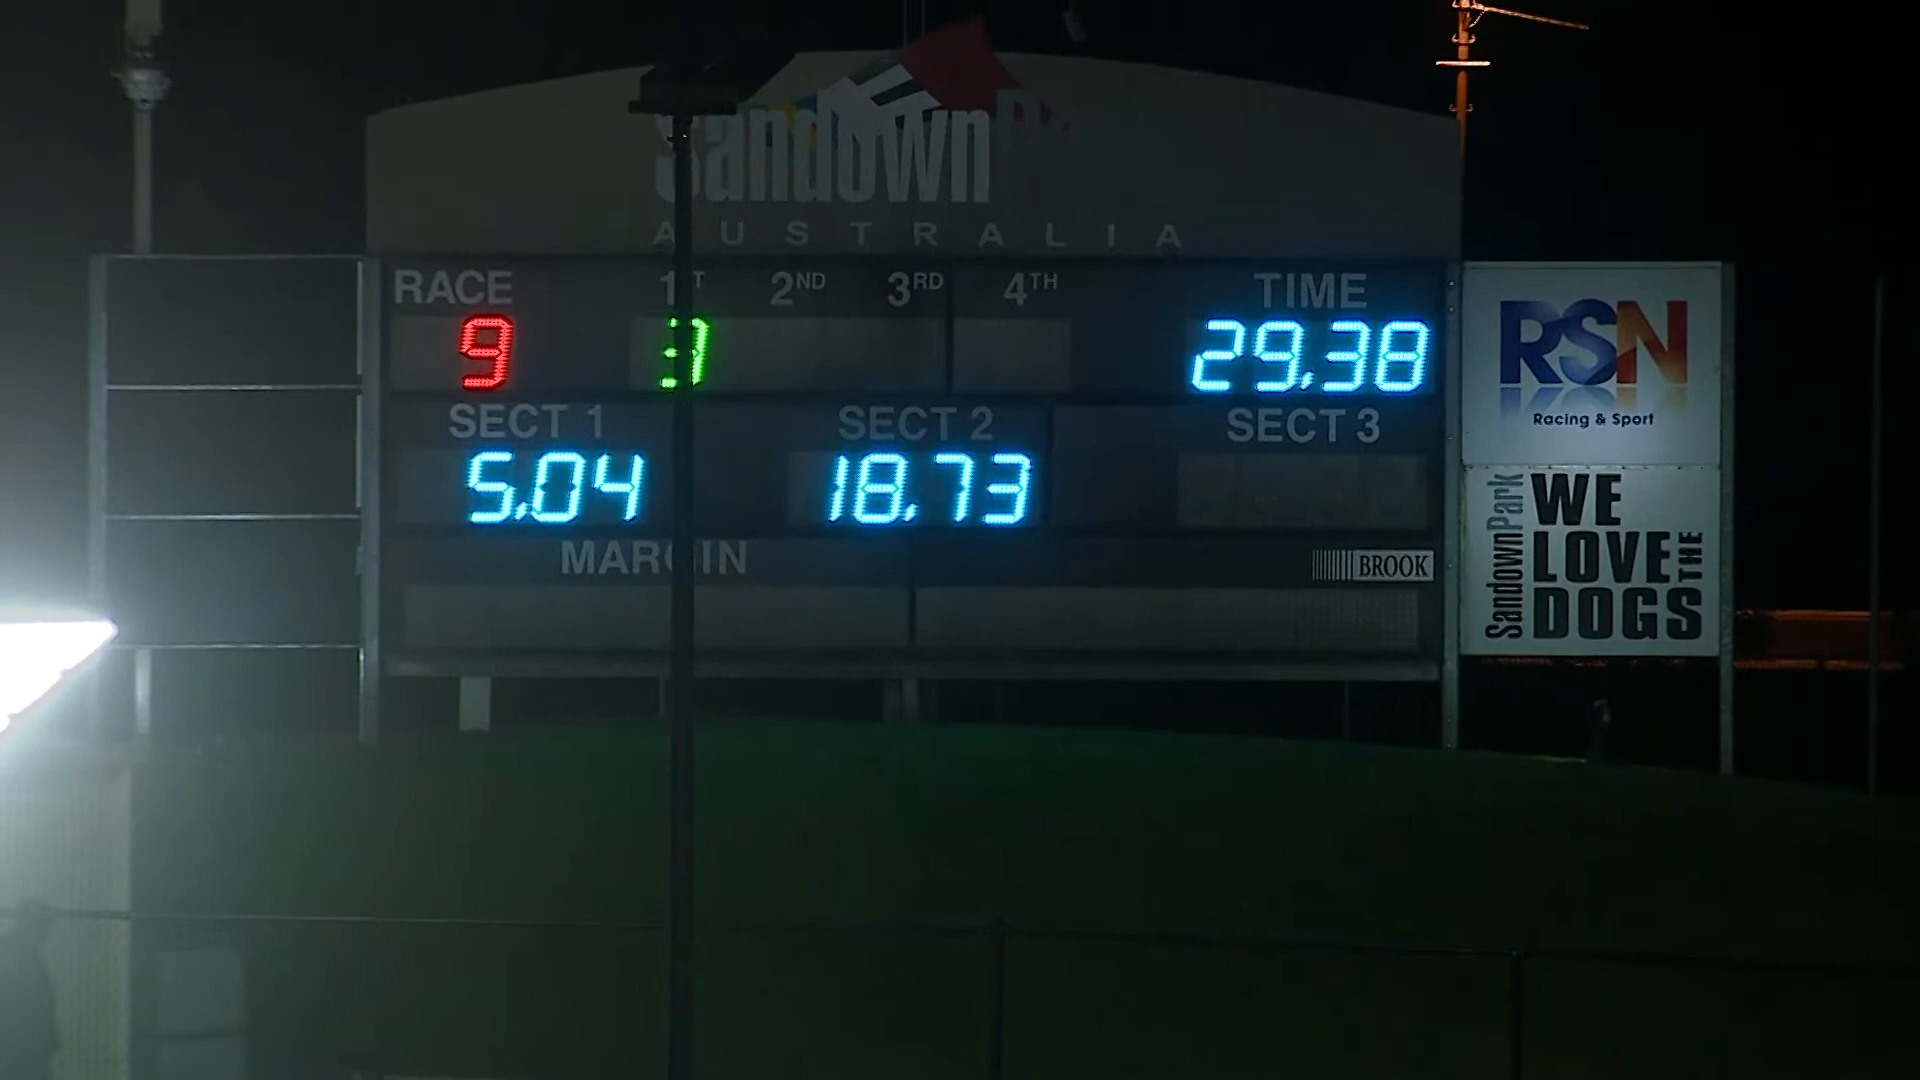 Sandown
AUSTRALIA
RACE 1ST 2ND 3RD 4TH TIME
9 29.38
SECT 1 SECT 2 SECT 3
5.04 18.73
MARGIN
BROOK
RSN
Racing & Sport
SandownPark
WE
LOVE THE
DOGS